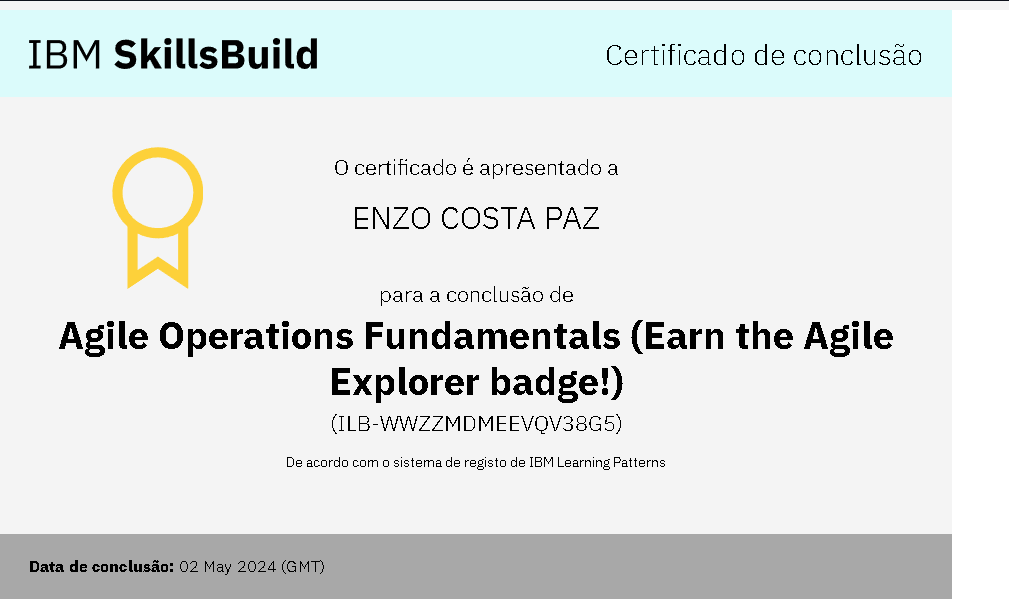 IBM SkillsBuild
Certificado de conclusão
O certificado é apresentado a
ENZO COSTA PAZ
para a conclusão de
Agile Operations Fundamentals (Earn the Agile
Explorer badge!)
(ILB-WWZZMDMEEVQV38G5)
De acordo com o sistema de registo de IBM Learning Patterns
Data de conclusão: 02 May 2024 (GMT)